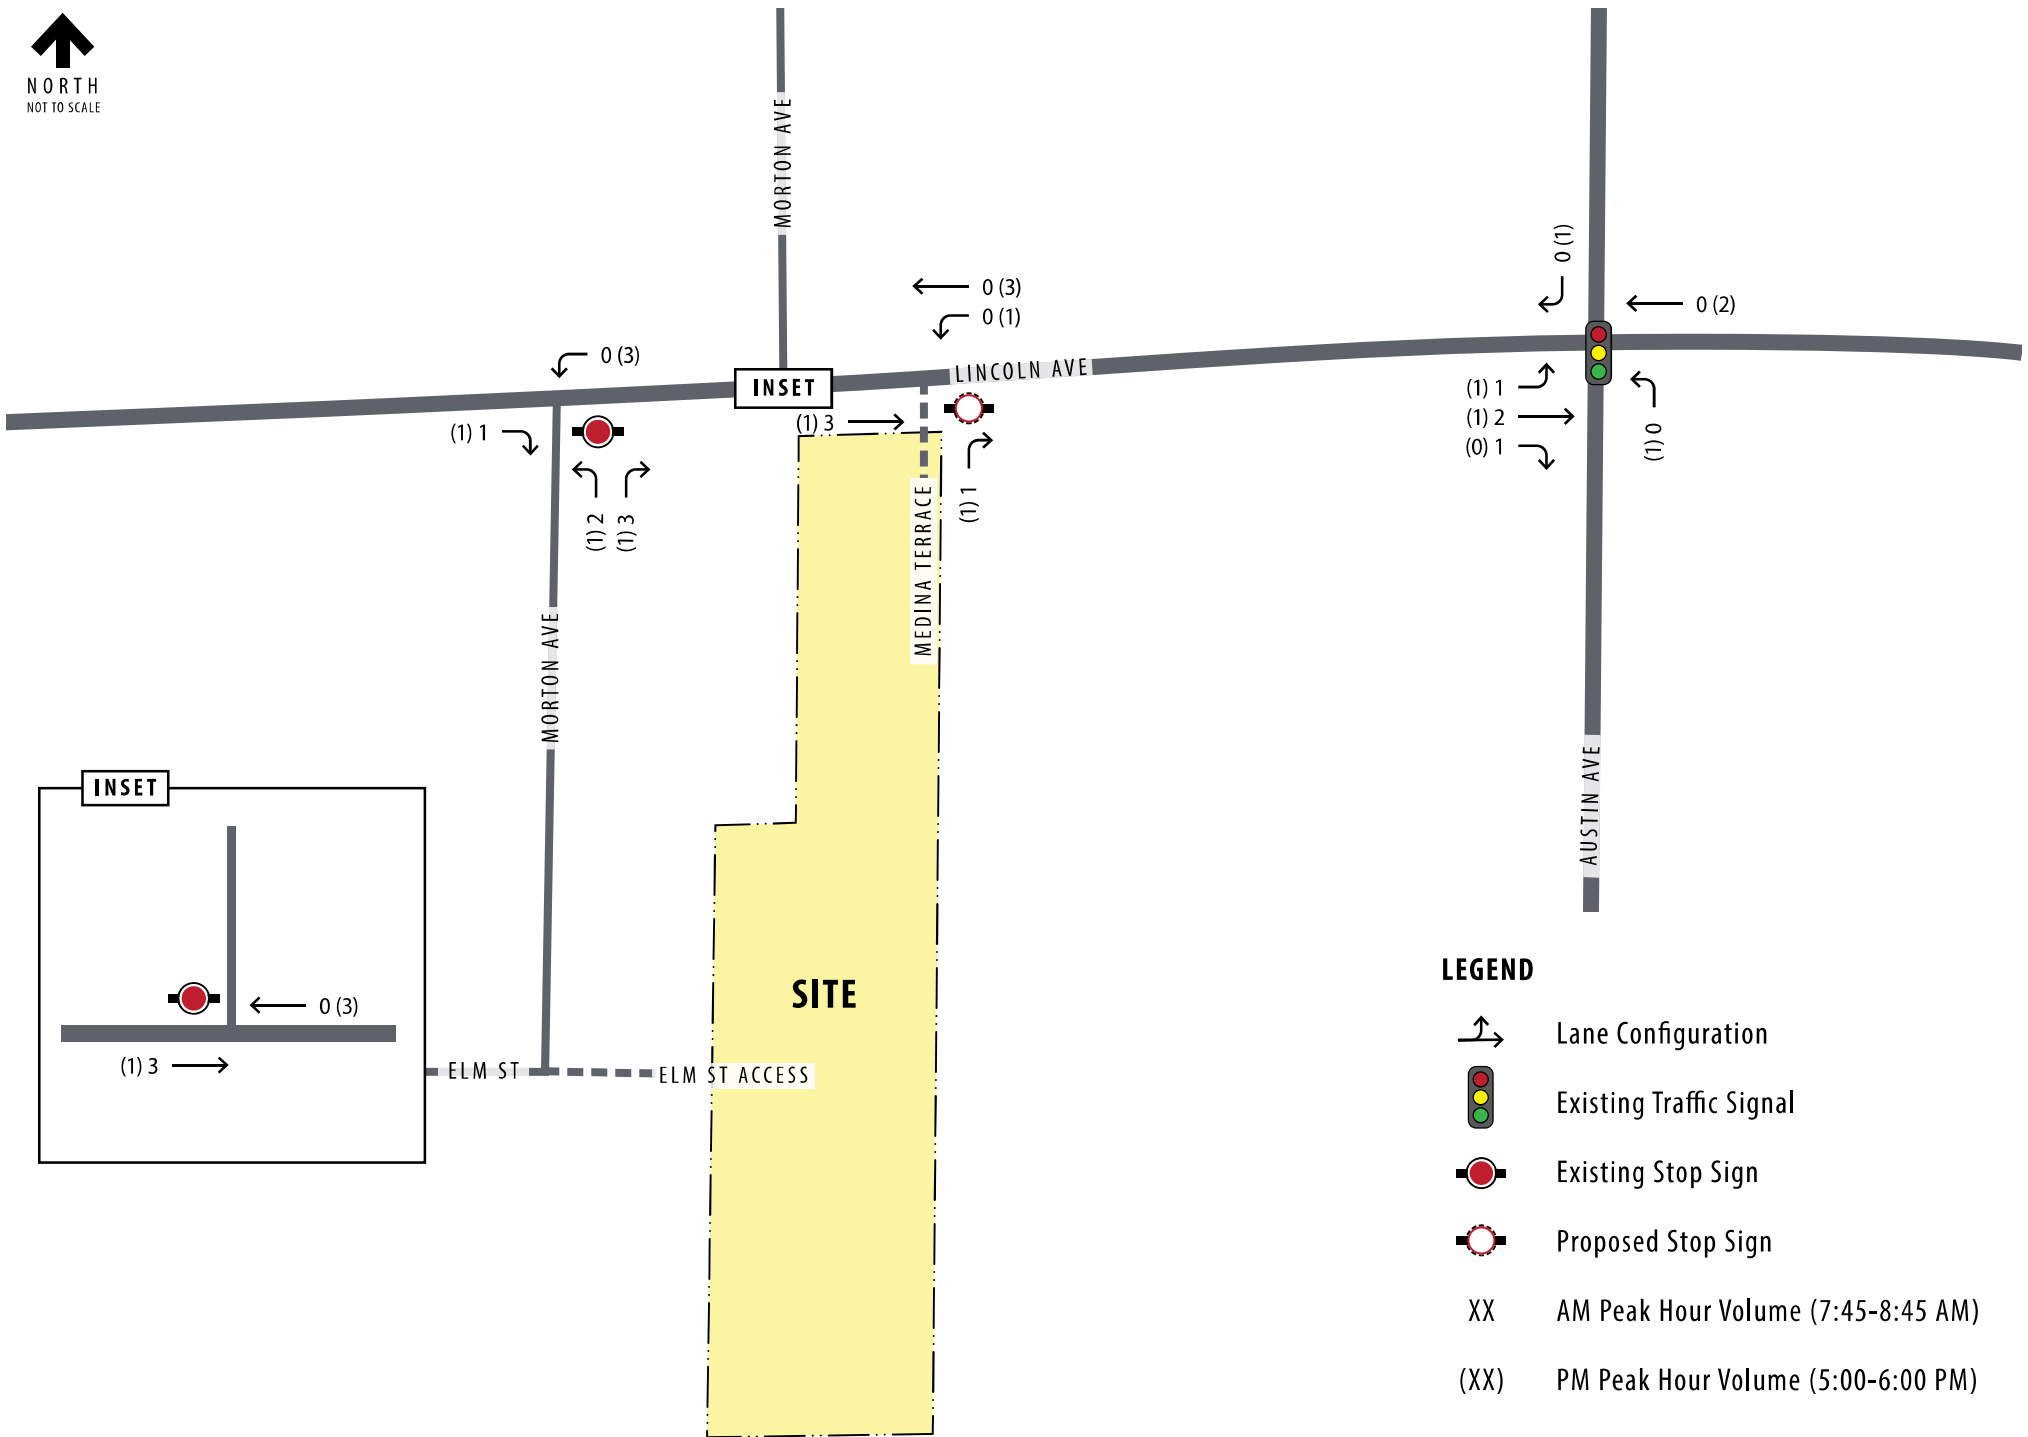 NORTH
NOT TO SCALE
MORTON AVE
0 (1)
0 (3)
0 (2)
0 (1)
0 (3)
LINCOLN AVE
INSET
(1) 1
(1) 3
(1) 2
(1) 1
(0) 1
(1) 0
(1) 2
(1) 3
(1) 1
MEDINA TERRACE
MORTON AVE
AUSTIN AVE
INSET
0 (3)
(1) 3
ELM ST
ELM ST ACCESS
SITE
LEGEND
Lane Configuration
Existing Traffic Signal
Existing Stop Sign
Proposed Stop Sign
XX AM Peak Hour Volume (7:45-8:45 AM)
(XX) PM Peak Hour Volume (5:00-6:00 PM)